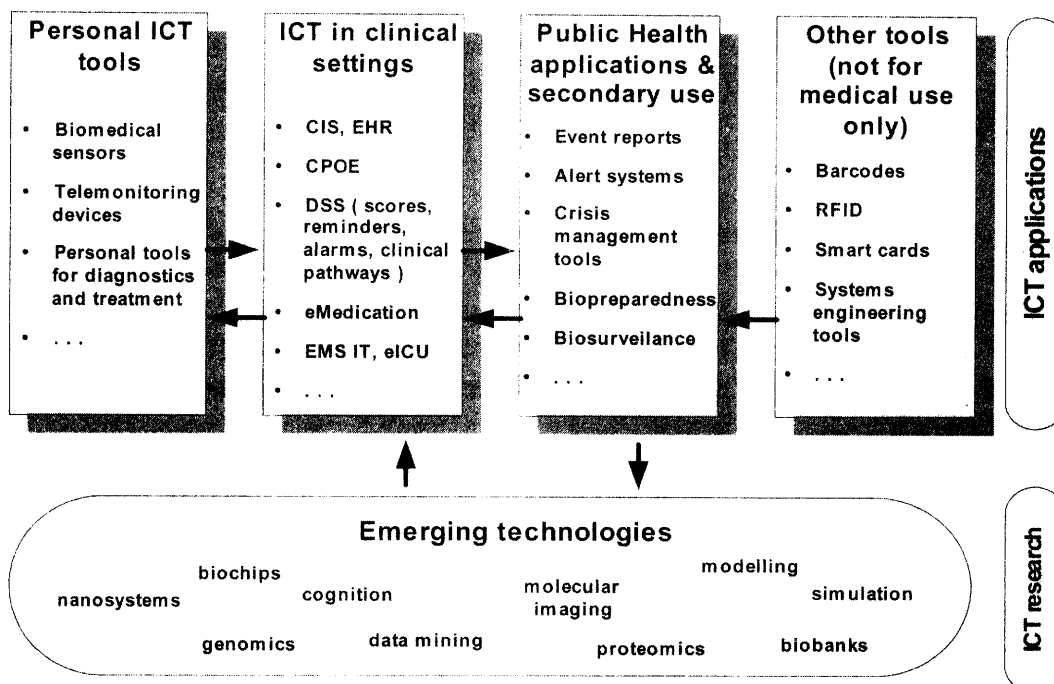 Personal ICT
tools
• Biomedical
sensors
• Telemonitoring
devices
• Personal tools
for diagnostics
and treatment
• . . .
ICT in clinical
settings
• CIS, EHR
• CPOE
• DSS ( scores,
reminders,
alarms, clinical
pathways )
• eMedication
• EMS IT, eICU
• . . .
Public Health
applications &
secondary use
• Event reports
• Alert systems
• Crisis
management
tools
• Biopreparedness
• Biosurveilance
• . . .
Other tools
(not for
medical use
only)
• Barcodes
• RFID
• Smart cards
• Systems
engineering
tools
• . . .
ICT applications
Emerging technologies
biochips
modelling
nanosystems
cognition
molecular
imaging
simulation
genomics
data mining
proteomics
biobanks
ICT research